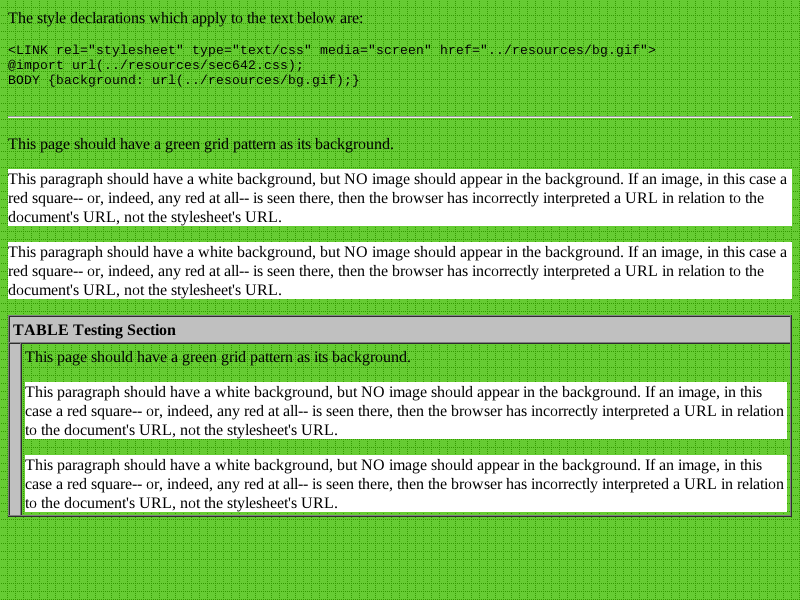 The style declarations which apply to the text below are:
<LINK rel="stylesheet" type="text/css" media="screen" href="../resources/bg.gif">
@import url(../resources/sec642.css);
BODY {background: url(../resources/bg.gif);}
This page should have a green grid pattern as its background.
This paragraph should have a white background, but NO image should appear in the background. If an image, in this case a
red square-- or, indeed, any red at all-- is seen there, then the browser has incorrectly interpreted a URL in relation to the
document's URL, not the stylesheet's URL.
This paragraph should have a white background, but NO image should appear in the background. If an image, in this case a
red square-- or, indeed, any red at all-- is seen there, then the browser has incorrectly interpreted a URL in relation to the
document's URL, not the stylesheet's URL.
TABLE Testing Section
This page should have a green grid pattern as its background.
This paragraph should have a white background, but NO image should appear in the background. If an image, in this
case a red square-- or, indeed, any red at all-- is seen there, then the browser has incorrectly interpreted a URL in relation
to the document's URL, not the stylesheet's URL.
This paragraph should have a white background, but NO image should appear in the background. If an image, in this
case a red square-- or, indeed, any red at all-- is seen there, then the browser has incorrectly interpreted a URL in relation
to the document's URL, not the stylesheet's URL.